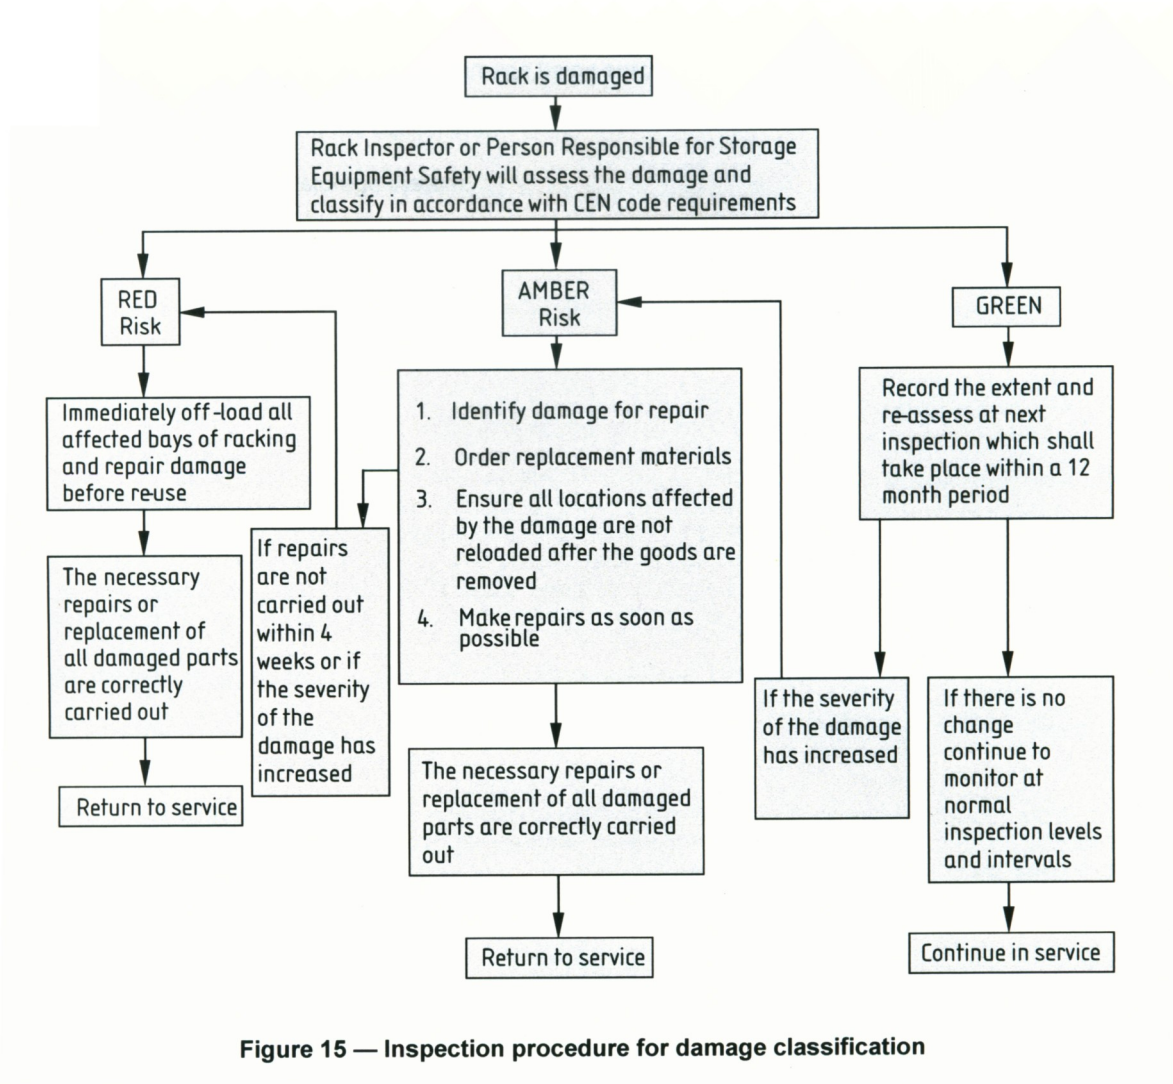 Rack is damaged
Rack Inspector or Person Responsible for Storage
Equipment Safety will assess the damage and
classify in accordance with CEN code requirements
RED
Risk
Immediately off-load all
affected bays of racking
and repair damage
before re-use
The necessary
repairs or
replacement of
all damaged parts
are correctly
carried out
Return to service
If repairs
are not
carried out
within 4
weeks or if
the severity
of the
damage has
increased
AMBER
Risk
1. Identify damage for repair
2. Order replacement materials
3. Ensure all locations affected
by the damage are not
reloaded after the goods are
removed
4. Make repairs as soon as
possible
The necessary repairs or
replacement of all damaged
parts are correctly carried
out
Return to service
GREEN
Record the extent and
re-assess at next
inspection which shall
take place within a 12
month period
If the severity
of the damage
has increased
If there is no
change
continue to
monitor at
normal
inspection levels
and intervals
Continue in service
Figure 15 — Inspection procedure for damage classification